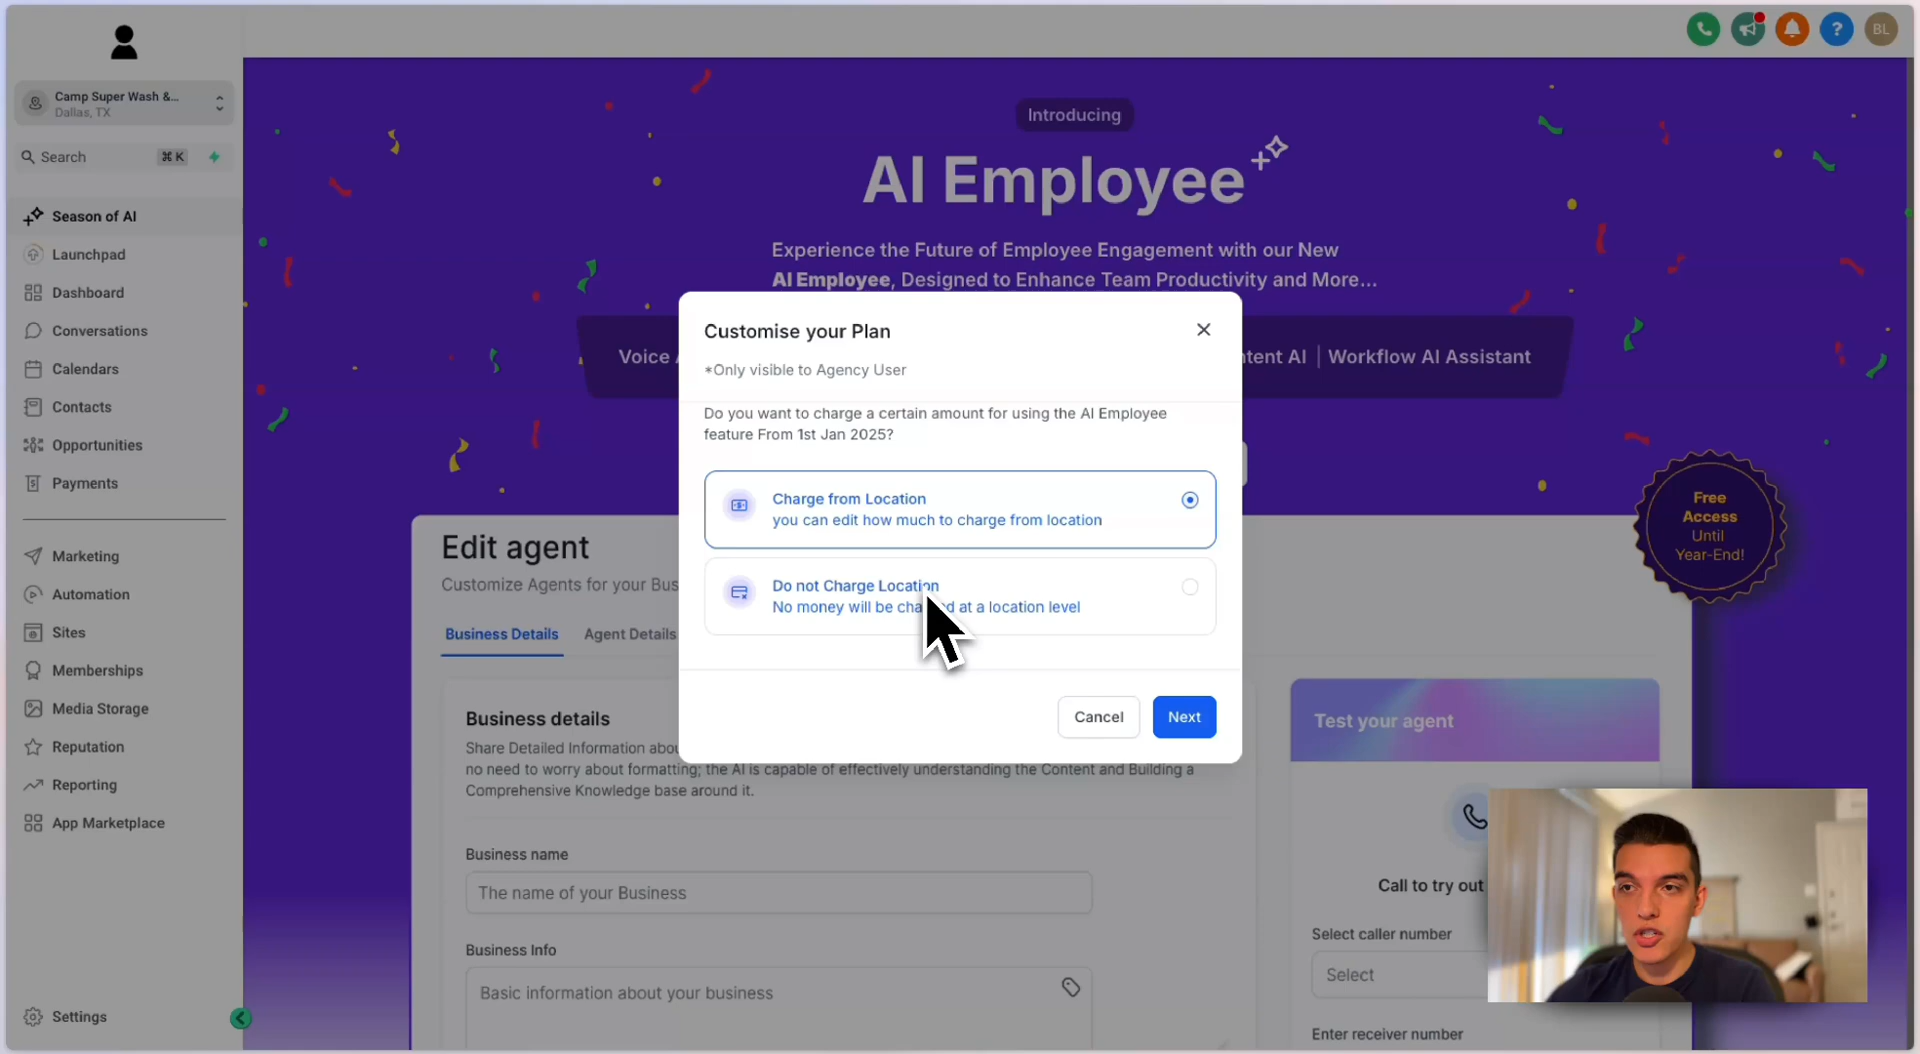 Camp Super Wash &...
Dallas, TX
Search
⌘ K
Season of AI
Launchpad
Dashboard
Conversations
Calendars
Contacts
Opportunities
Payments
Marketing
Automation
Sites
Memberships
Media Storage
Reputation
Reporting
App Marketplace
Settings
?
BL
Introducing
AI Employee
Experience the Future of Employee Engagement with our New
AI Employee, Designed to Enhance Team Productivity and More...
Voice
AI | Workflow AI Assistant
Free
Access
Until
Year-End!
Customise your Plan
*Only visible to Agency User
Do you want to charge a certain amount for using the AI Employee
feature From 1st Jan 2025?
Charge from Location
you can edit how much to charge from location
Do not Charge Location
No money will be at a location level
Cancel
Next
Edit agent
Customize Agents for your
Business Details
Agent Details
Business details
Share Detailed Information
no need to worry about formatting; the AI is capable of effectively understanding the Content and Building a
Comprehensive Knowledge base around it.
Business name
The name of your Business
Business Info
Basic information about your business
Test your agent
Call to try out
Select caller number
Select
Enter receiver number